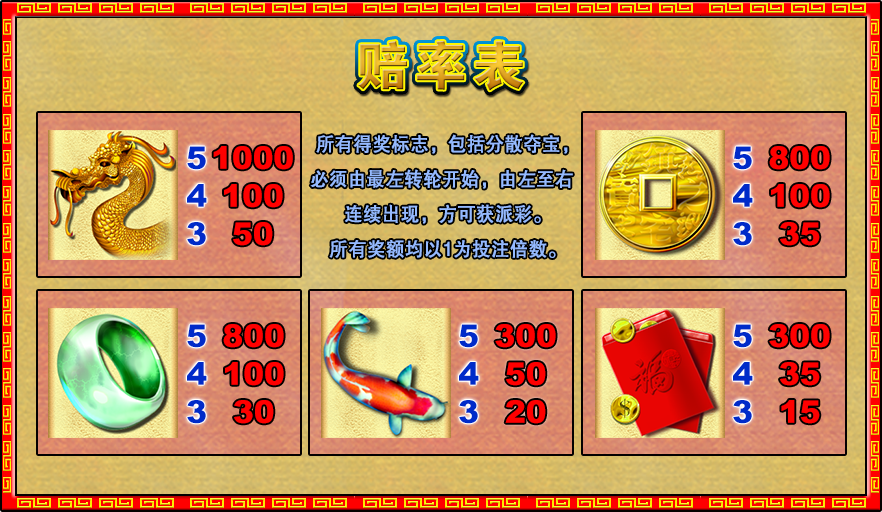 赔率表
5 1000
4 100
3 50
所有得奖标志，包括分散夺宝，
必须由最左转轮开始，由左至右
连续出现，方可获派彩。
所有奖额均以1为投注倍数。
5 800
4 100
3 35
5 800
4 100
3 30
5 300
4 50
3 20
福
$
5 300
4 35
3 15